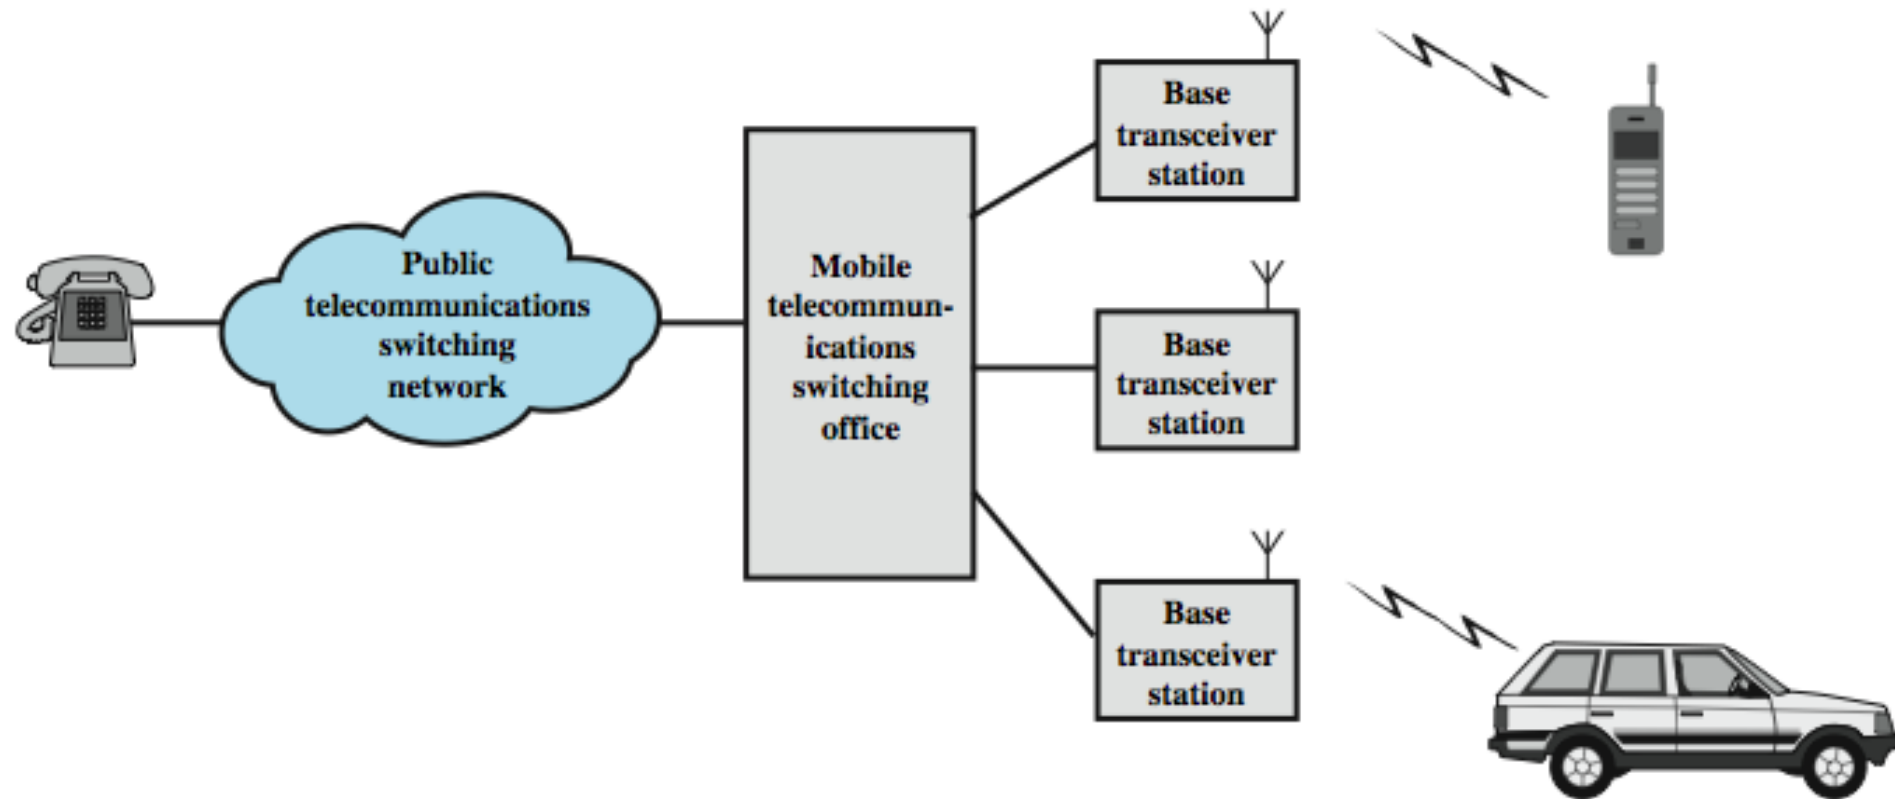 Public
telecommunications
switching
network
Mobile
telecommun-
ications
switching
office
Base
transceiver
station
Base
transceiver
station
Base
transceiver
station